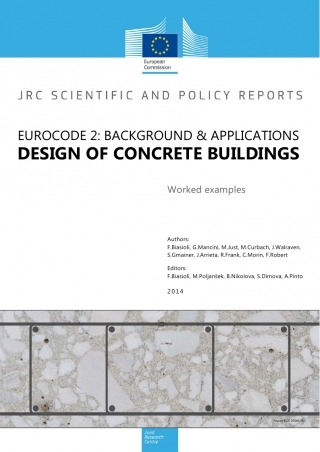 European
Commission
JRC SCIENTIFIC AND POLICY REPORTS
EUROCODE 2: BACKGROUND & APPLICATIONS
DESIGN OF CONCRETE BUILDINGS
Worked examples
Authors:
F.Biasioli, G.Mancini, M.Just, M.Curbach, J.Walraven,
S.Gmainer, J.Arrieta, R.Frank, C.Morin, F.Robert
Editors:
F.Biasioli, M.Poljanšek, B.Nikolova, S.Dimova, A.Pinto
2014
Joint
Research
Centre